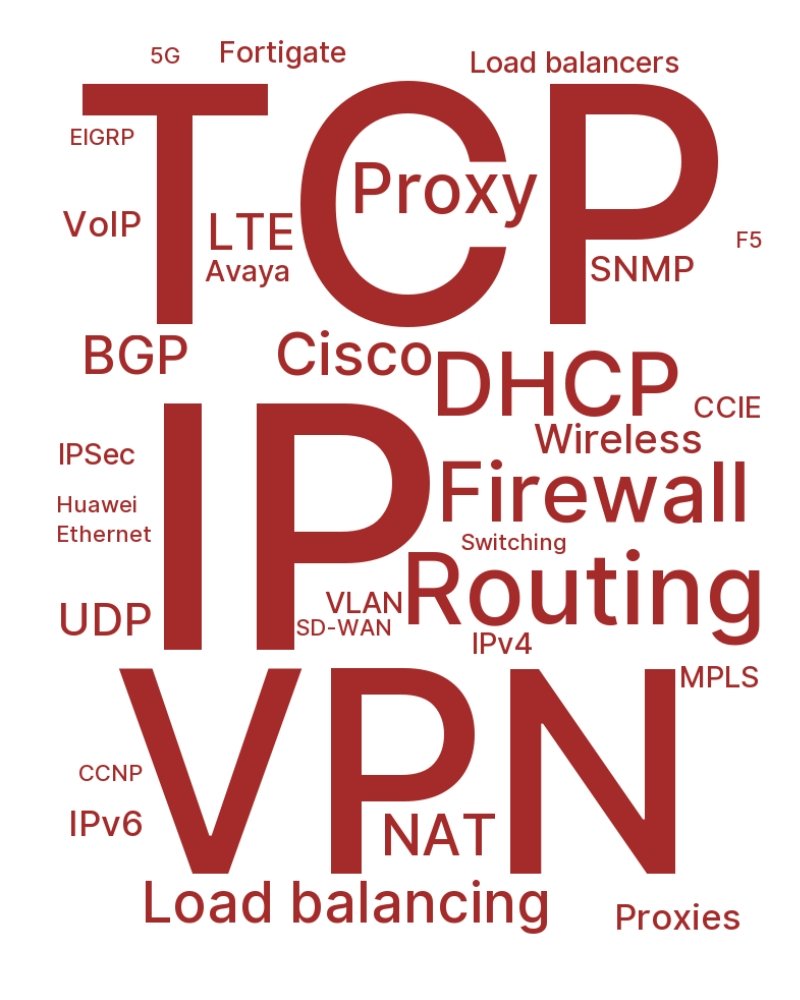 5G
Fortigate
Load balancers
TCP
EIGRP
Proxy
VoIP
LTE
F5
Avaya
SNMP
BGP
Cisco
DHCP
CCIE
IP
Wireless
IPSec
Firewall
Huawei
Ethernet
Switching
Routing
VLAN
UDP
SD-WAN
IPv4
MPLS
VPN
CCNP
IPv6
NAT
Load balancing
Proxies